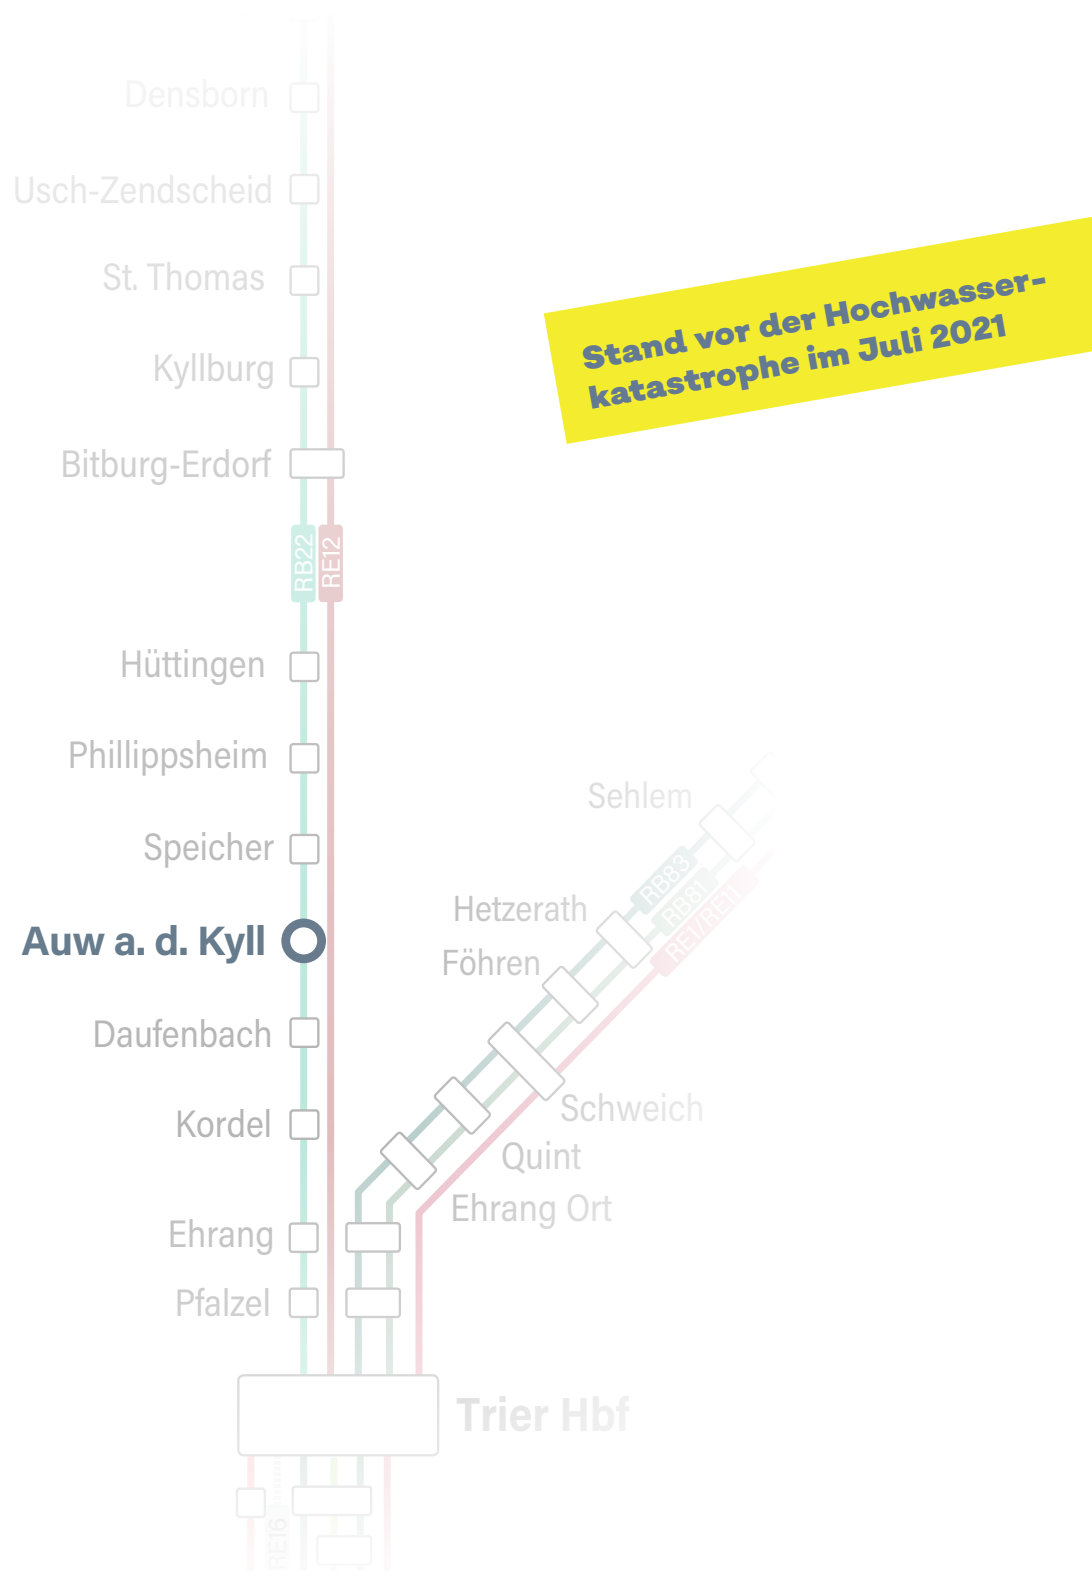 Densborn
Usch-Zendscheid
St. Thomas
Kyllburg
Bitburg-Erdorf
Stand vor der Hochwasser-
katastrophe im Juli 2021
RB22
RE12
Hüttingen
Phillippsheim
Speicher
Auw a. d. Kyll
Daufenbach
Kordel
Ehrang
Pfalzel
Sehlem
RB83
RB81
RE1/RE11
Hetzerath
Föhren
Schweich
Quint
Ehrang Ort
Trier Hbf
RE16